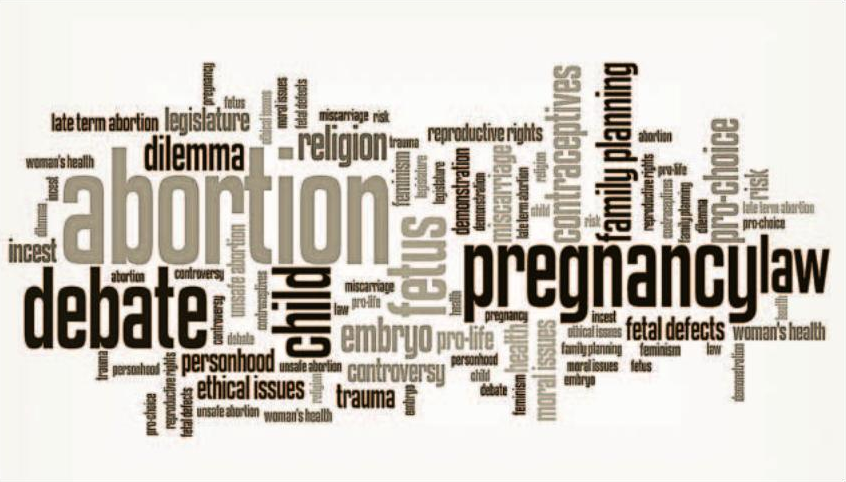 pregnancy
fetus
ethical issues
moral issues
fetal defects
late term abortion
legislature
miscarriage
risk
woman's health
dilemma
religion
trauma
reproductive rights
contraceptives
family planning
abortion
incest
dilemma
abortion
feminism
legislature
legislature
demonstration
demonstration
miscarriage
late term abortion
religion
child
risk
reproductive rights
pro-life
contraceptives
family planning
dilemma
pro-choice
risk
late term abortion
pro-choice
incest
abortion
controversy
unsafe abortion
contraceptives
child
miscarriage
pro-life
law
fetus
health
pregnancy
law
health
debate
controversy
debate
pregnancy
incest
ethical issues
fetal defects
woman's health
embryo
pro-life
health
moral issues
family planning
feminism
law
demonstration
trauma
personhood
reproductive rights
personhood
unsafe abortion
controversy
personhood
child
debate
feminism
moral issues
fetus
embryo
pro-choice
fetal defects
ethical issues
religion
trauma
embryo
unsafe abortion
woman's health